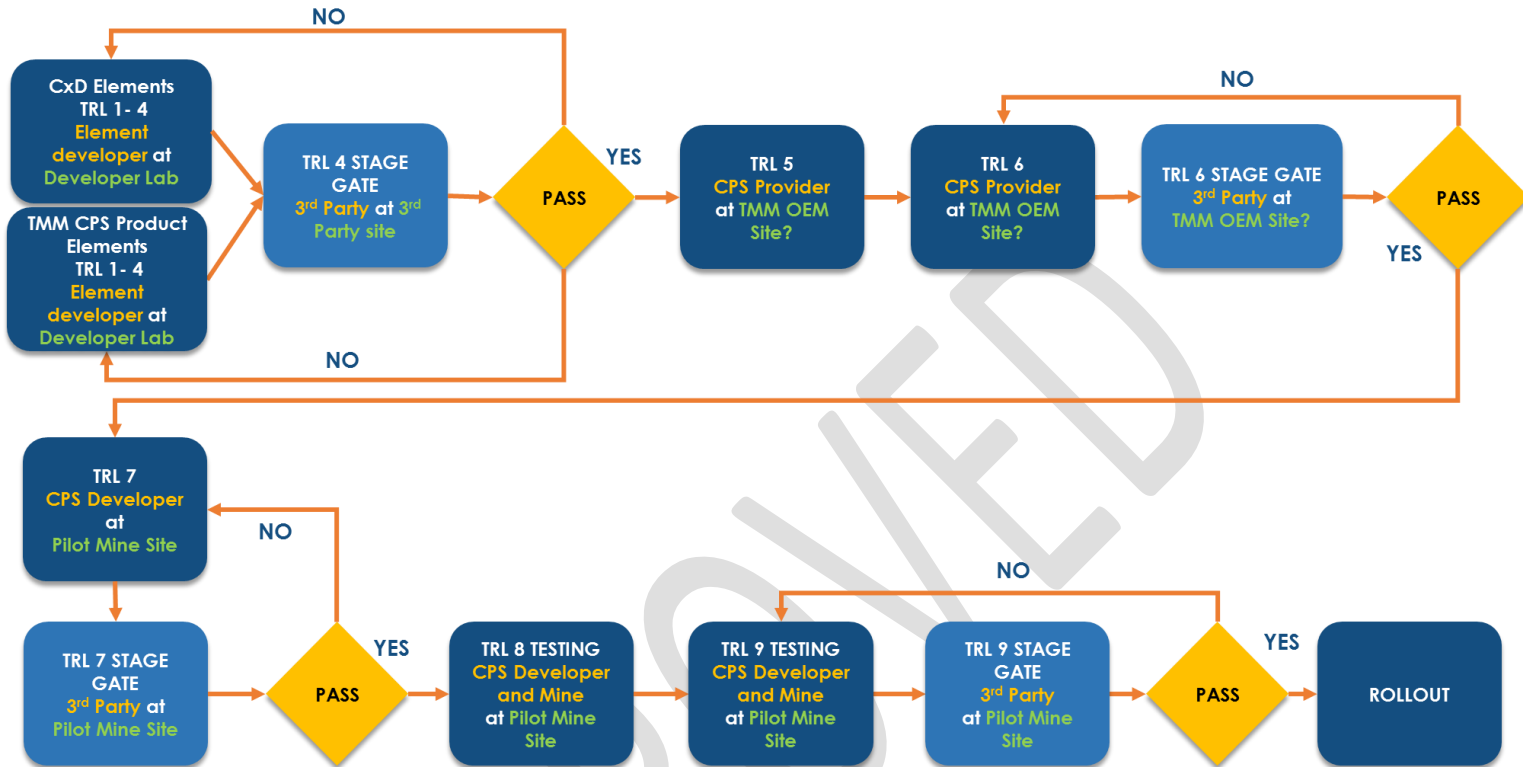 NO
CxD Elements
TRL 1- 4
Element
developer at
Developer Lab
TMM CPS Product
Elements
TRL 1- 4
Element
developer at
Developer Lab
TRL 4 STAGE
GATE
3rd Party at 3rd
Party site
PASS
YES
NO
TRL 5
CPS Provider
at TMM OEM
Site?
TRL 6
CPS Provider
at TMM OEM
Site?
NO
TRL 6 STAGE GATE
3rd Party at
TMM OEM Site?
PASS
YES
TRL 7
CPS Developer
at
Pilot Mine Site
NO
TRL 7 STAGE
GATE
3rd Party at
Pilot Mine Site
PASS
YES
TRL 8 TESTING
CPS Developer
and Mine
at Pilot Mine
Site
TRL 9 TESTING
CPS Developer
and Mine
at Pilot Mine
Site
NO
TRL 9 STAGE
GATE
3rd Party
at Pilot Mine
Site
PASS
YES
ROLLOUT